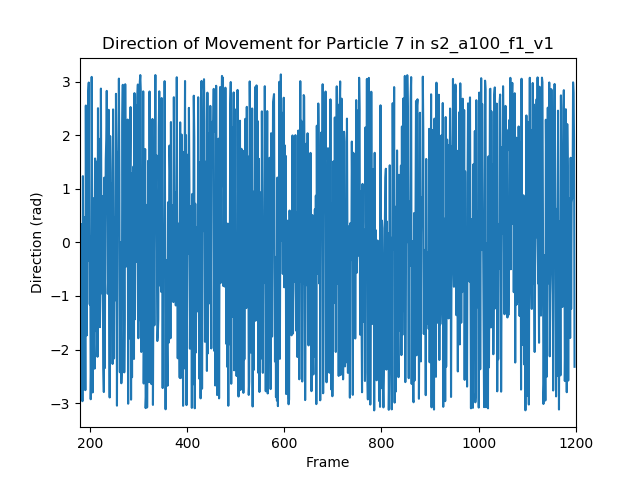 Direction of Movement for Particle 7 in s2_a100_f1_v1
3
2
1
0
−1
−2
−3
Direction (rad)
200 400 600 800 1000 1200
Frame